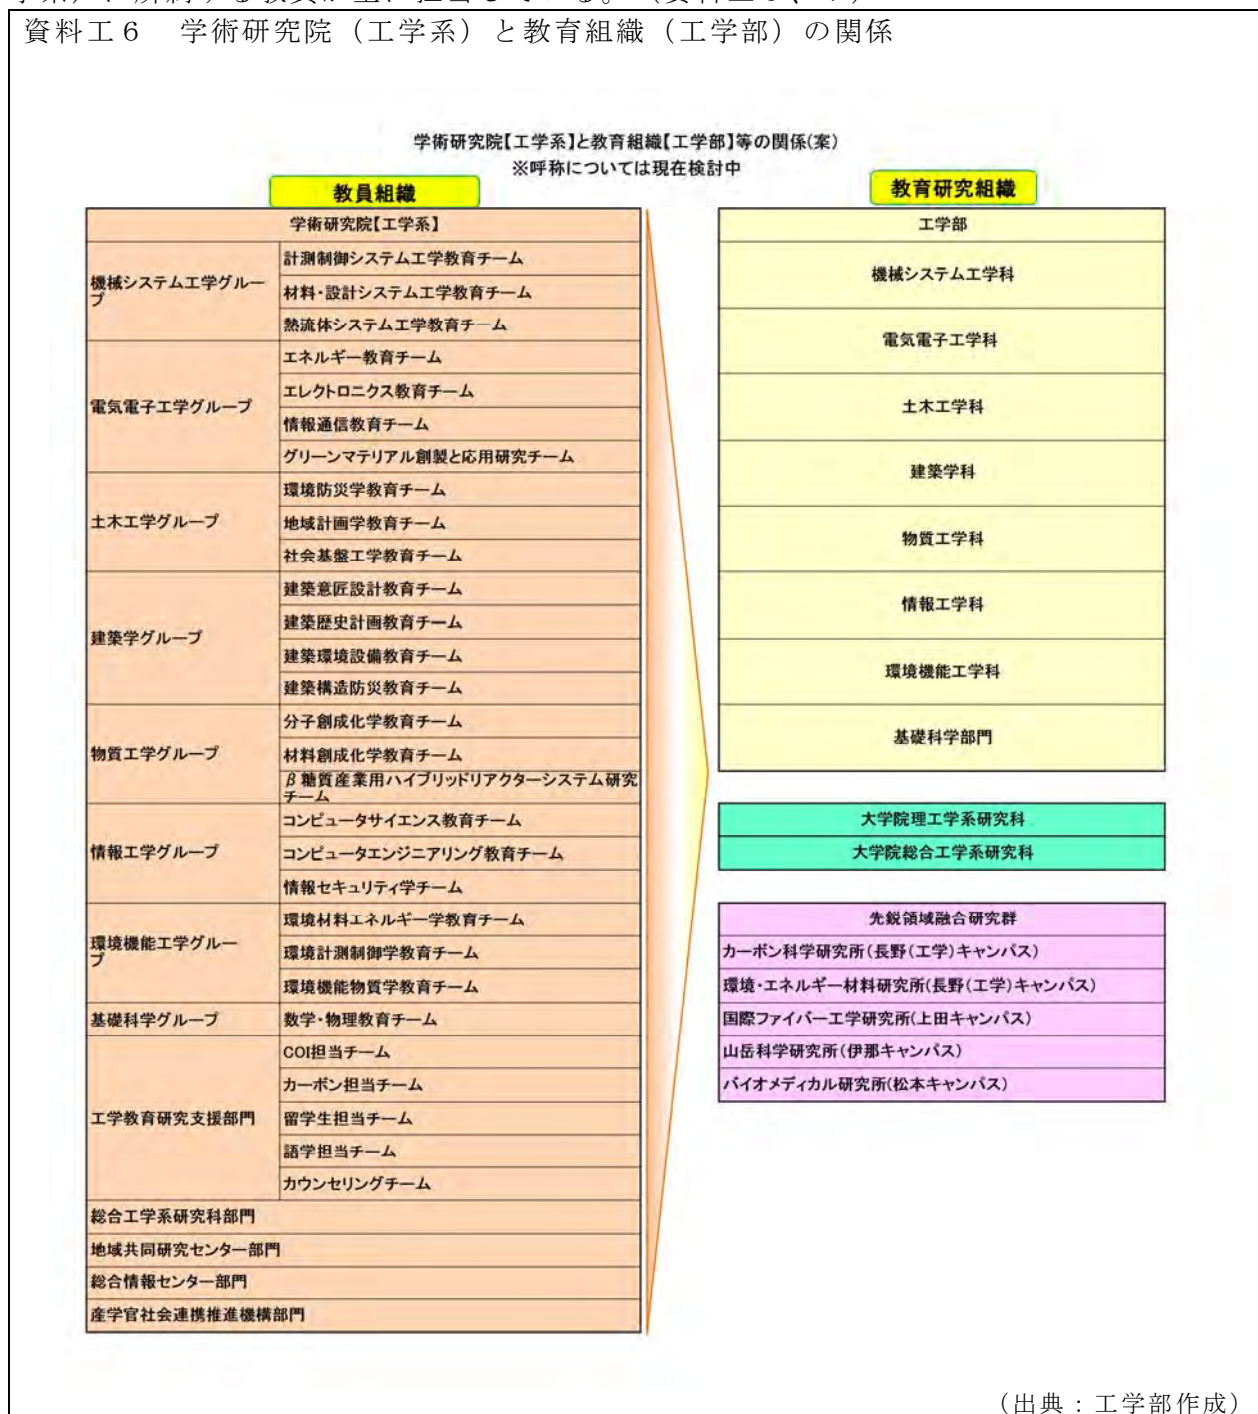 資料工6 学術研究院（工学系）と教育組織（工学部）の関係
学術研究院【工学系】と教育組織【工学部】等の関係(案)
※呼称については現在検討中
教員組織
学術研究院【工学系】
機械システム工学グルー
プ
計測制御システム工学教育チーム
材料・設計システム工学教育チーム
熱流体システム工学教育チーム
電気電子工学グループ
エネルギー教育チーム
エレクトロニクス教育チーム
情報通信教育チーム
グリーンマテリアル創製と応用研究チーム
土木工学グループ
環境防災学教育チーム
地域計画学教育チーム
社会基盤工学教育チーム
建築学グループ
建築意匠設計教育チーム
建築歴史計画教育チーム
建築環境設備教育チーム
建築構造防災教育チーム
物質工学グループ
分子創成化学教育チーム
材料創成化学教育チーム
β糖質産業用ハイブリッドリアクターシステム研究
チーム
情報工学グループ
コンピュータサイエンス教育チーム
コンピュータエンジニアリング教育チーム
情報セキュリティ学チーム
環境機能工学グルー
プ
環境材料エネルギー学教育チーム
環境計測制御学教育チーム
環境機能物質学教育チーム
基礎科学グループ
数学・物理教育チーム
工学教育研究支援部門
COI担当チーム
カーボン担当チーム
留学生担当チーム
語学担当チーム
カウンセリングチーム
総合工学系研究科部門
地域共同研究センター部門
総合情報センター部門
産学官社会連携推進機構部門
教育研究組織
工学部
機械システム工学科
電気電子工学科
土木工学科
建築学科
物質工学科
情報工学科
環境機能工学科
基礎科学部門
大学院理工学系研究科
大学院総合工学系研究科
先鋭領域融合研究群
カーボン科学研究所(長野(工学)キャンパス)
環境・エネルギー材料研究所(長野(工学)キャンパス)
国際ファイバー工学研究所(上田キャンパス)
山岳科学研究所(伊那キャンパス)
バイオメディカル研究所(松本キャンパス)
（出典：工学部作成）